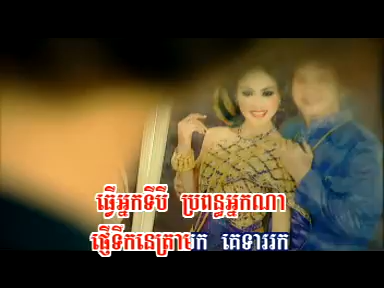 ធ្វើអ្នកទីបី ប្រពន្ធអ្នកណា
ផ្ញើទឹកនេត្រាមក គេទាររក